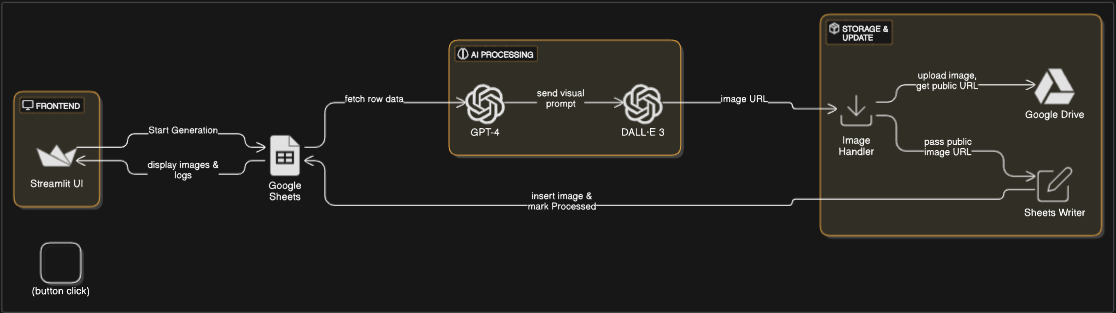 FRONTEND
Streamlit UI
Start Generation
display images &
logs
Google
Sheets
fetch row data
AI PROCESSING
GPT-4
send visual
prompt
DALL·E 3
image URL
STORAGE &
UPDATE
Image
Handler
upload image,
get public URL
Google Drive
pass public
image URL
Sheets Writer
insert image &
mark Processed
(button click)